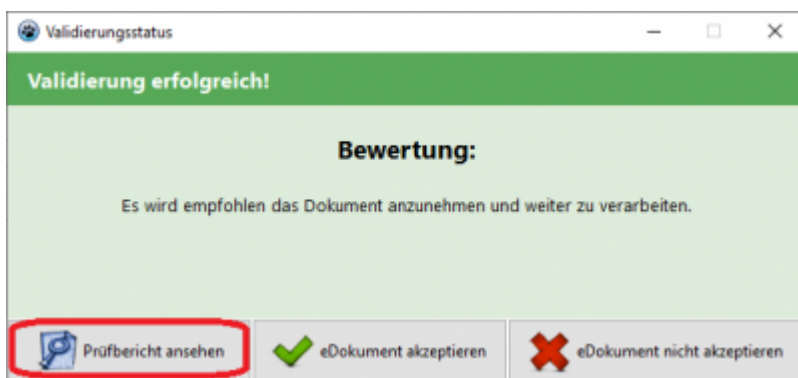 Validierungsstatus
Validierung erfolgreich!
Bewertung:
Es wird empfohlen das Dokument anzunehmen und weiter zu verarbeiten.
Prüfbericht ansehen
eDokument akzeptieren
eDokument nicht akzeptieren